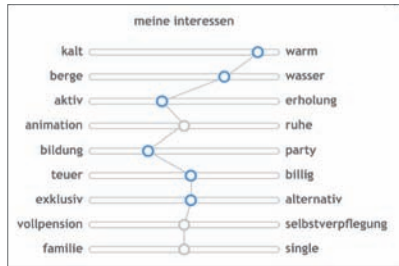 meine interessen
kalt warm
berge wasser
aktiv erholung
animation ruhe
bildung party
teuer billig
exklusiv alternativ
vollpension selbstverpflegung
familie single